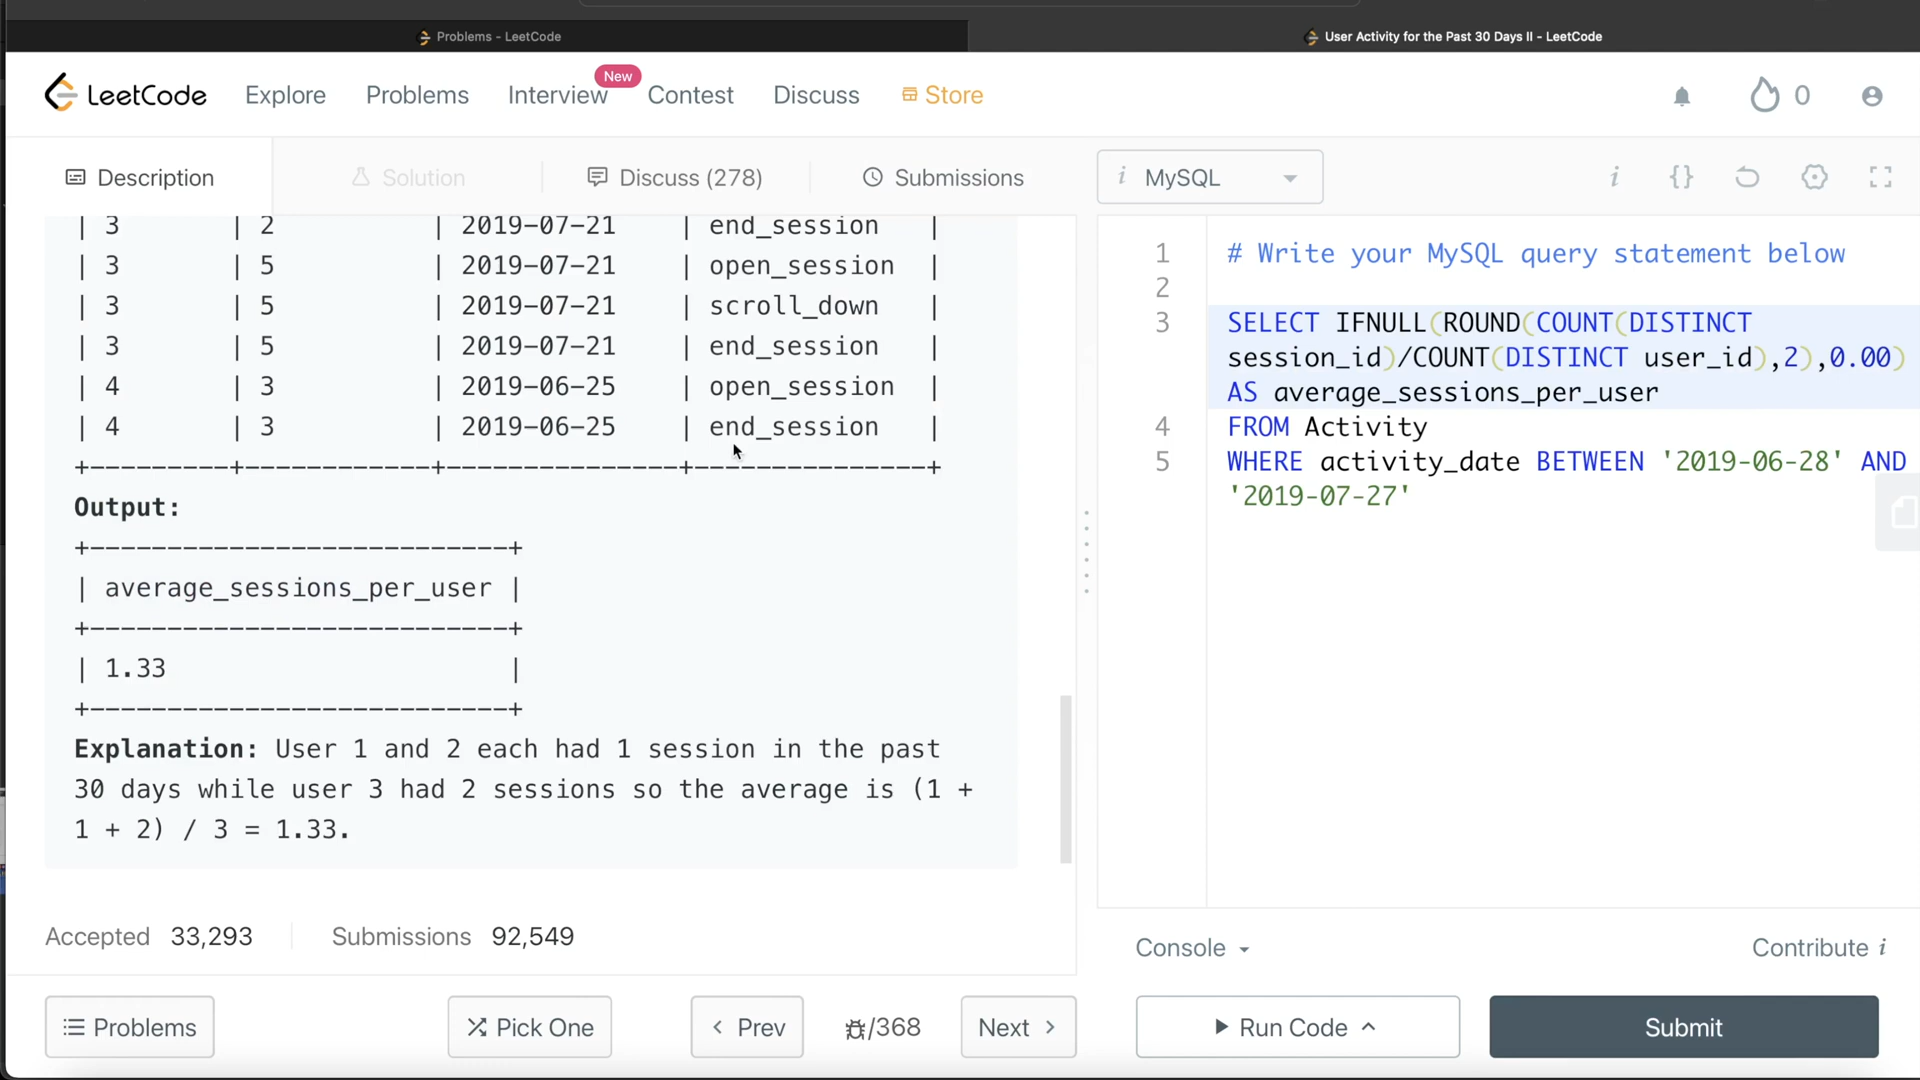 Problems - LeetCode
User Activity for the Past 30 Days II - LeetCode
LeetCode
Explore
Problems
Interview
New
Contest
Discuss
Store
0
Description
Solution
Discuss (278)
Submissions
i MySQL
i {}
| 3 | 2 | 2019-07-21 | end_session |
| 3 | 5 | 2019-07-21 | open_session |
| 3 | 5 | 2019-07-21 | scroll_down |
| 3 | 5 | 2019-07-21 | end_session |
| 4 | 3 | 2019-06-25 | open_session |
| 4 | 3 | 2019-06-25 | end_session |
+---------+------------+---------------+---------------+
Output:
+---------------------------+
| average_sessions_per_user |
+---------------------------+
| 1.33 |
+---------------------------+
Explanation: User 1 and 2 each had 1 session in the past
30 days while user 3 had 2 sessions so the average is (1 +
1 + 2) / 3 = 1.33.
Accepted 33,293
Submissions 92,549
1 # Write your MySQL query statement below
2
3 SELECT IFNULL(ROUND(COUNT(DISTINCT
session_id)/COUNT(DISTINCT user_id),2),0.00)
AS average_sessions_per_user
4 FROM Activity
5 WHERE activity_date BETWEEN '2019-06-28' AND
'2019-07-27'
Console
Contribute i
Problems
Pick One
< Prev
/368
Next >
Run Code
Submit